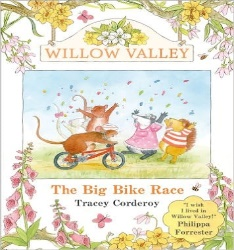 WILLOW VALLEY
The Big Bike Race
Tracey Corderoy
"I wish
I lived in
Willow Valley!"
Philippa
Forrester